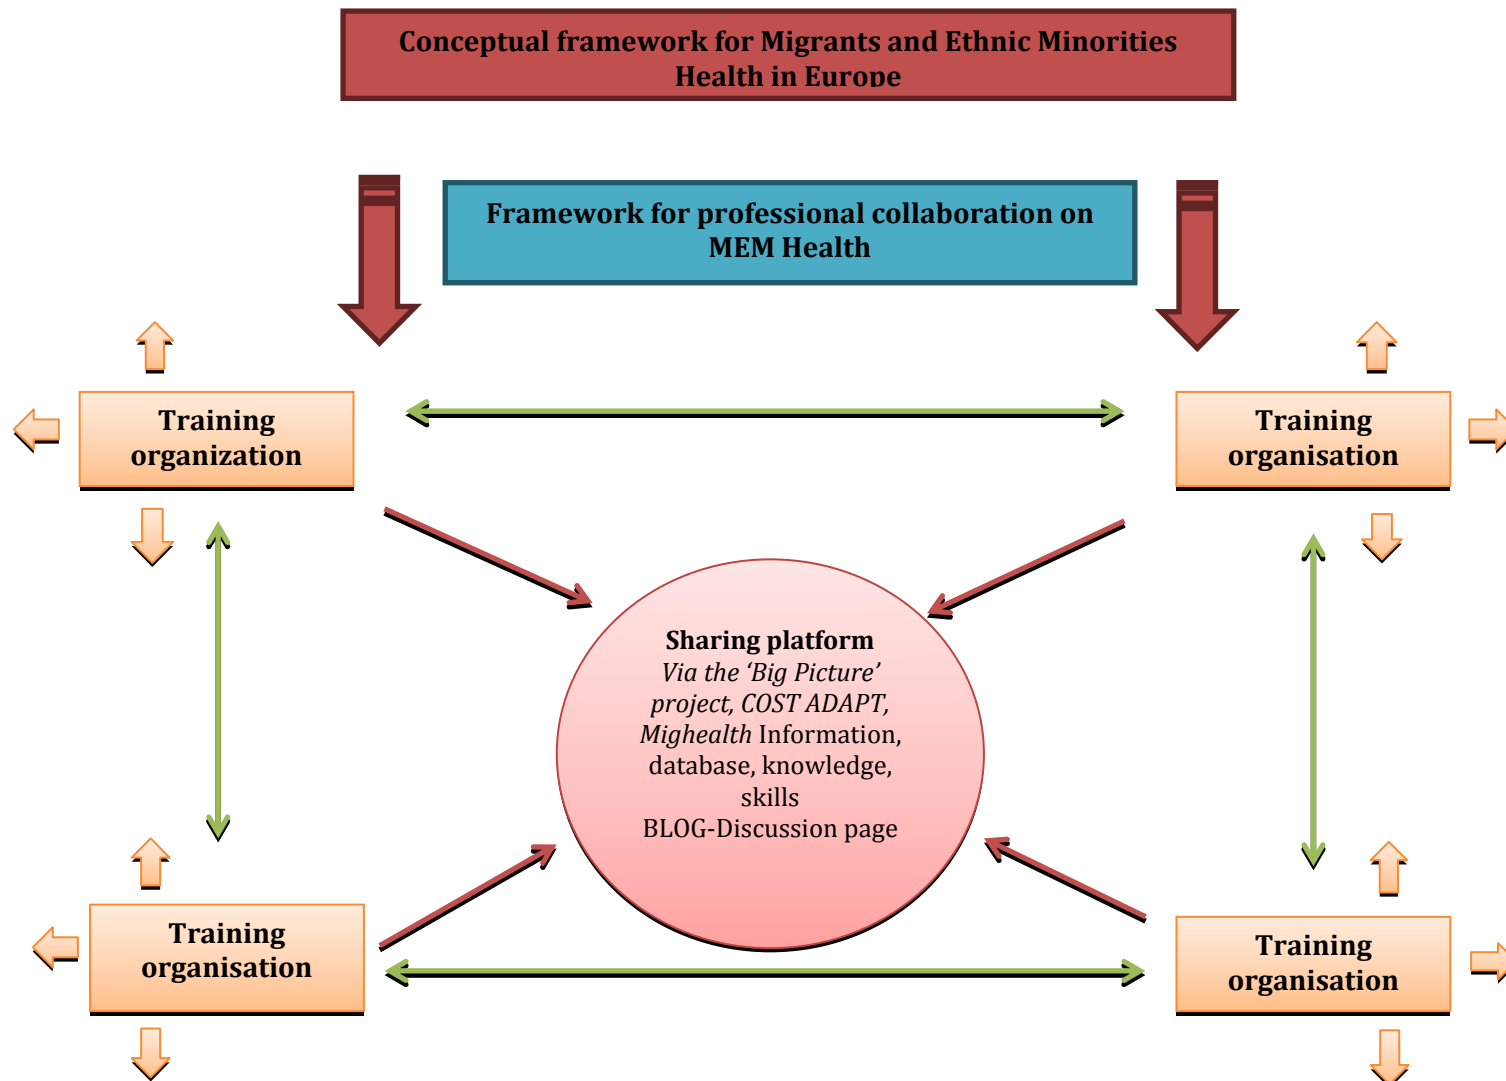 Conceptual framework for Migrants and Ethnic Minorities
Health in Europe
Framework for professional collaboration on
MEM Health
Training
organization
Training
organisation
Sharing platform
Via the ‘Big Picture’
project, COST ADAPT,
Mighealth Information,
database, knowledge,
skills
BLOG-Discussion page
Training
organisation
Training
organisation